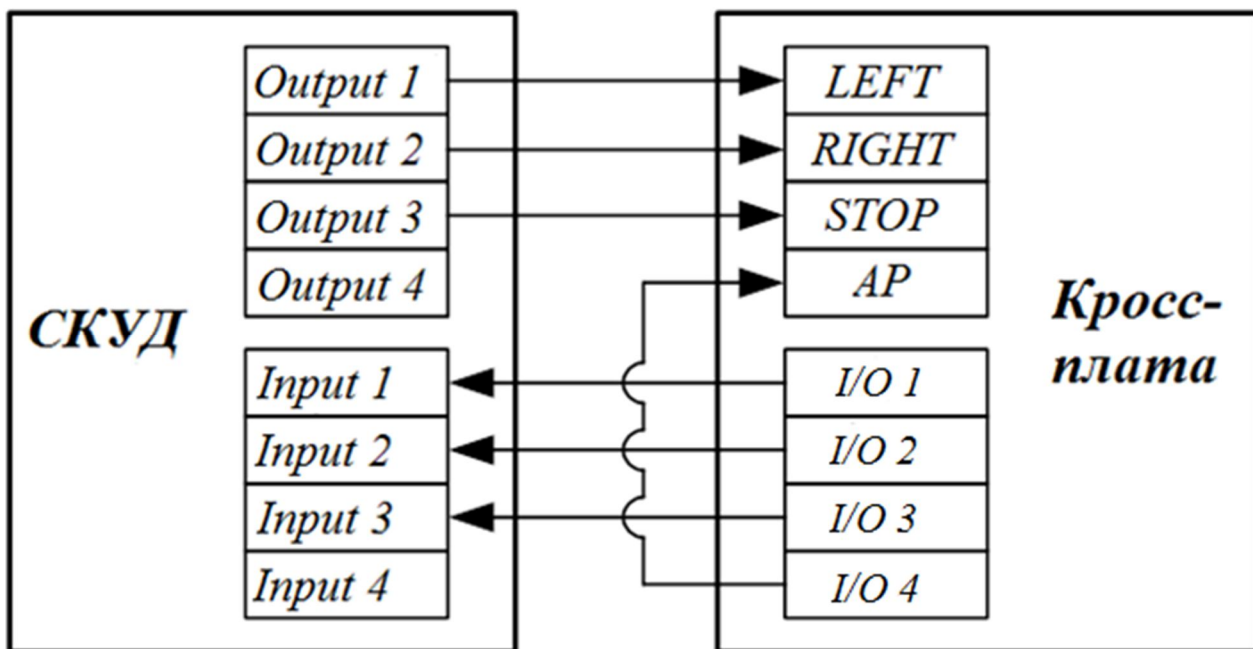 СКУД
Output 1
Output 2
Output 3
Output 4
Input 1
Input 2
Input 3
Input 4
LEFT
RIGHT
STOP
AP
I/O 1
I/O 2
I/O 3
I/O 4
Кросс-
плата